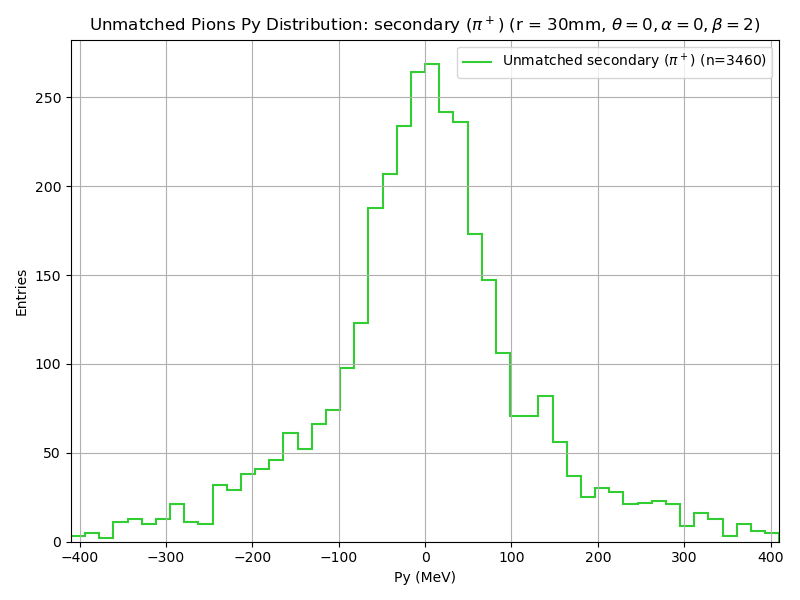 Unmatched Pions Py Distribution: secondary (π⁺) (r = 30mm, θ = 0, α = 0, β = 2)
Unmatched secondary (π⁺) (n=3460)
Entries
250
200
150
100
50
0
−400 −300 −200 −100 0 100 200 300 400
Py (MeV)